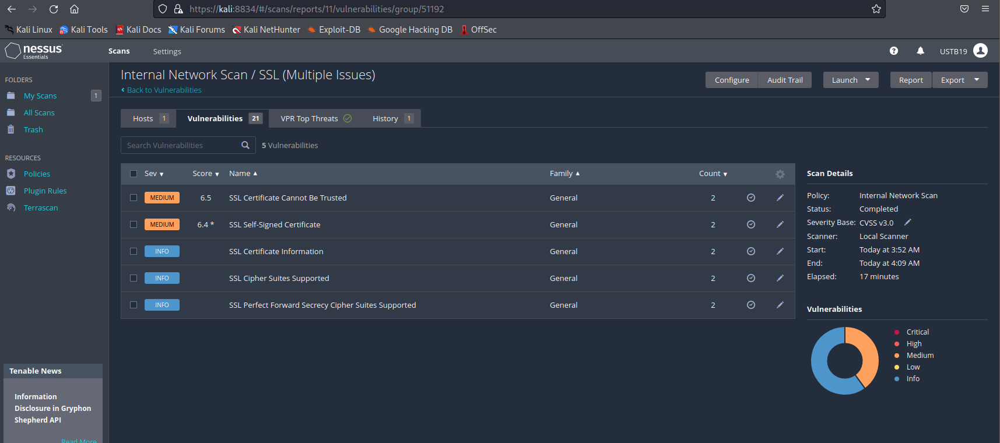 https://kali:8834/#/scans/reports/11/vulnerabilities/group/51192
Kali Linux Kali Tools Kali Docs Kali Forums Kali NetHunter Exploit-DB Google Hacking DB OffSec
nessus Essentials Scans Settings USTB19
FOLDERS
My Scans 1
All Scans
Trash
RESOURCES
Policies
Plugin Rules
Terrascan
Tenable News
Information
Disclosure in Gryphon
Shepherd API
Read More
Internal Network Scan / SSL (Multiple Issues)
Back to Vulnerabilities
Configure Audit Trail Launch Report Export
Hosts 1 Vulnerabilities 21 VPR Top Threats History 1
Search Vulnerabilities 5 Vulnerabilities
Sev Score Name Family Count
MEDIUM 6.5 SSL Certificate Cannot Be Trusted General 2
MEDIUM 6.4 * SSL Self-Signed Certificate General 2
INFO SSL Certificate Information General 2
INFO SSL Cipher Suites Supported General 2
INFO SSL Perfect Forward Secrecy Cipher Suites Supported General 2
Scan Details
Policy: Internal Network Scan
Status: Completed
Severity Base: CVSS v3.0
Scanner: Local Scanner
Start: Today at 3:52 AM
End: Today at 4:09 AM
Elapsed: 17 minutes
Vulnerabilities
Critical
High
Medium
Low
Info